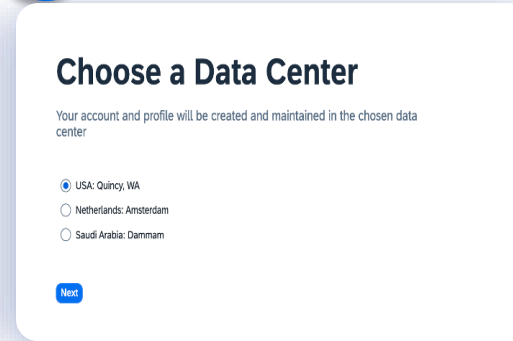 Choose a Data Center
Your account and profile will be created and maintained in the chosen data
center
USA: Quincy, WA
Netherlands: Amsterdam
Saudi Arabia: Dammam
Next